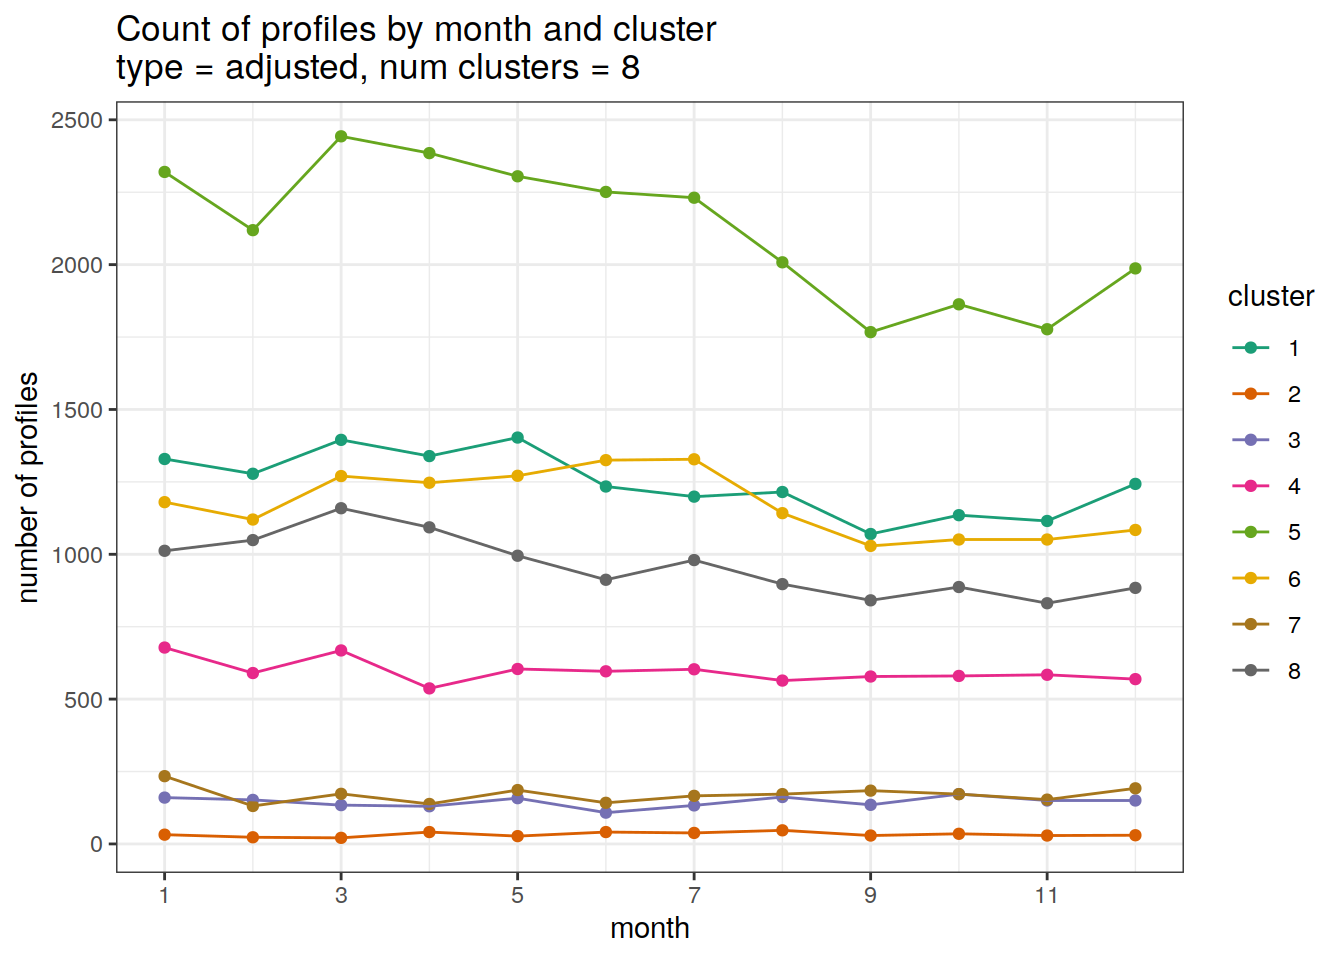 Count of profiles by month and cluster
type = adjusted, num clusters = 8
2500
2000
1500
1000
500
0
number of profiles
1 3 5 7 9 11
month
cluster
1
2
3
4
5
6
7
8